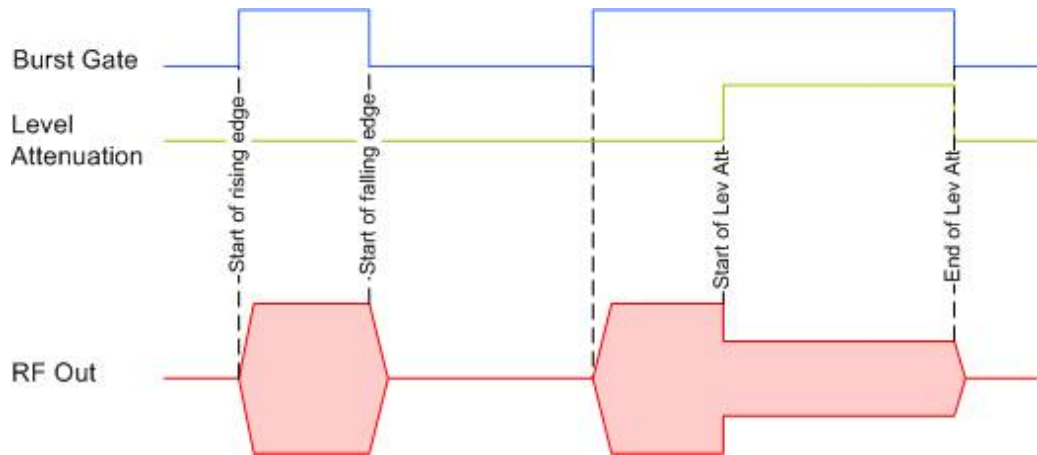 Burst Gate
Level
Attenuation
Start of rising edge
Start of falling edge
Start of Lev Att
End of Lev Att
RF Out